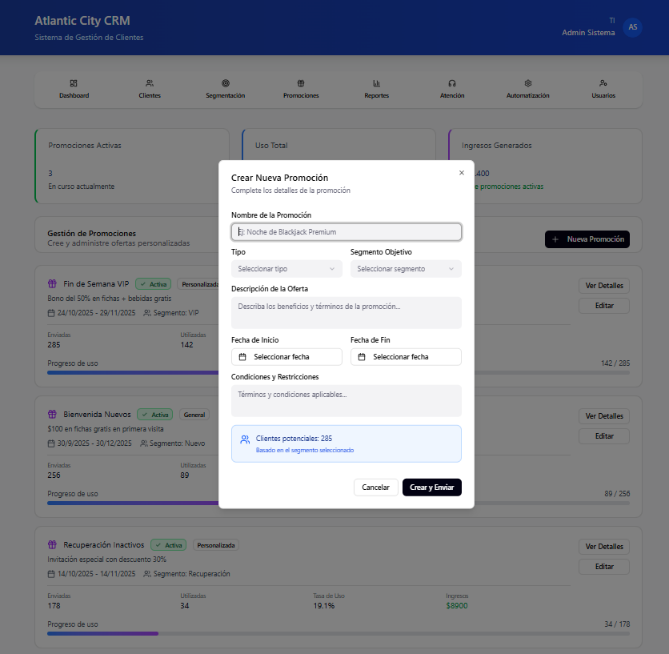 Atlantic City CRM
Sistema de Gestión de Clientes
TI
Admin Sistema
AS
Dashboard
Clientes
Segmentación
Promociones
Reportes
Atención
Automatización
Usuarios
Promociones Activas
3
En curso actualmente
Uso Total
Ingresos Generados
.400
promociones activas
Gestión de Promociones
Cree y administre ofertas personalizadas
Nueva Promoción
Crear Nueva Promoción
Complete los detalles de la promoción
Nombre de la Promoción
Ej: Noche de Blackjack Premium
Tipo
Segmento Objetivo
Seleccionar tipo
Seleccionar segmento
Descripción de la Oferta
Describa los beneficios y términos de la promoción...
Fecha de Inicio
Fecha de Fin
Seleccionar fecha
Seleccionar fecha
Condiciones y Restricciones
Términos y condiciones aplicables...
Clientes potenciales: 285
Basado en el segmento seleccionado
Cancelar
Crear y Enviar
Fin de Semana VIP
Activa
Ver Detalles
Bono del 50% en fichas + bebidas gratis
Editar
24/10/2025 - 29/11/2025 Segmento: VIP
Enviadas
Utilizadas
285
142
Progreso de uso
142 / 285
Bienvenida Nuevos
Activa
General
Ver Detalles
$100 en fichas gratis en primera visita
Editar
30/9/2025 - 30/12/2025 Segmento: Nuevo
Enviadas
Utilizadas
256
89
Progreso de uso
89 / 256
Recuperación Inactivos
Activa
Personalizada
Ver Detalles
Invitación especial con descuento 30%
Editar
14/10/2025 - 14/11/2025 Segmento: Recuperación
Enviadas
Utilizadas
Tasa de Uso
Ingresos
178
34
19.1%
$8900
Progreso de uso
34 / 178